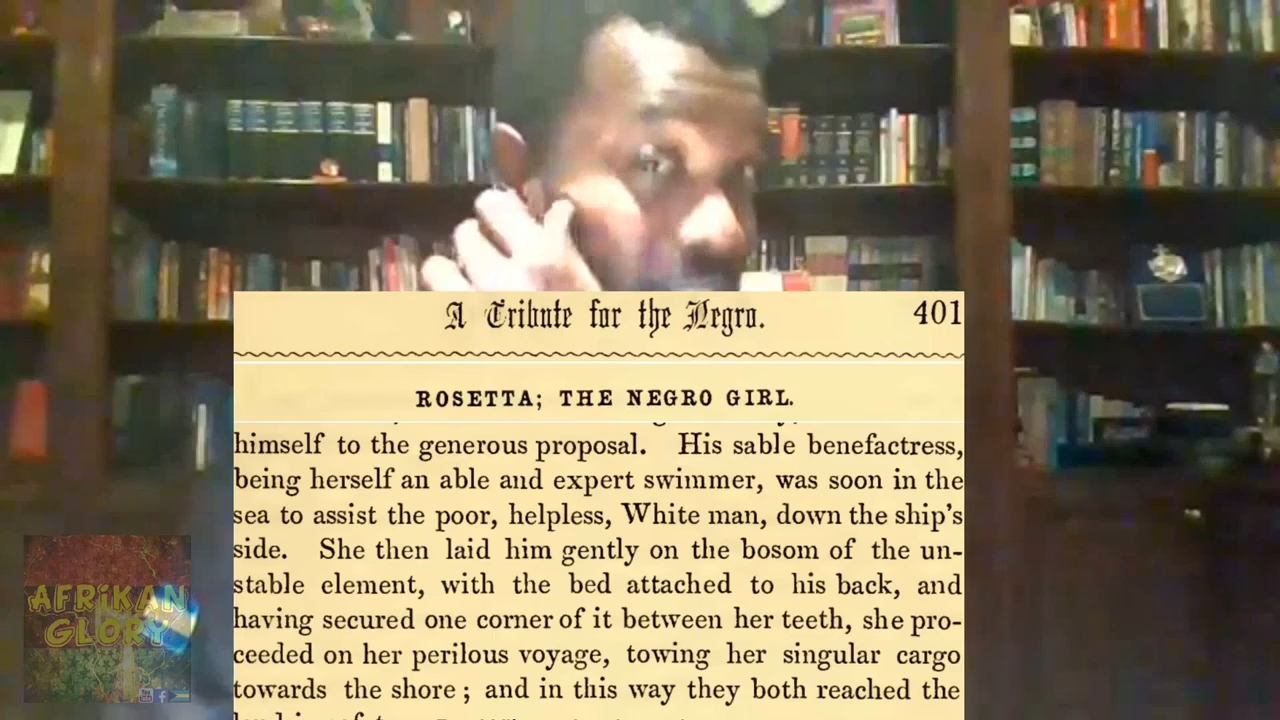 A Tribute for the Negro. 401
ROSETTA; THE NEGRO GIRL.
himself to the generous proposal. His sable benefactress,
being herself an able and expert swimmer, was soon in the
sea to assist the poor, helpless, White man, down the ship's
side. She then laid him gently on the bosom of the un-
stable element, with the bed attached to his back, and
having secured one corner of it between her teeth, she pro-
ceeded on her perilous voyage, towing her singular cargo
towards the shore; and in this way they both reached the
AFRiKAN
GLORY